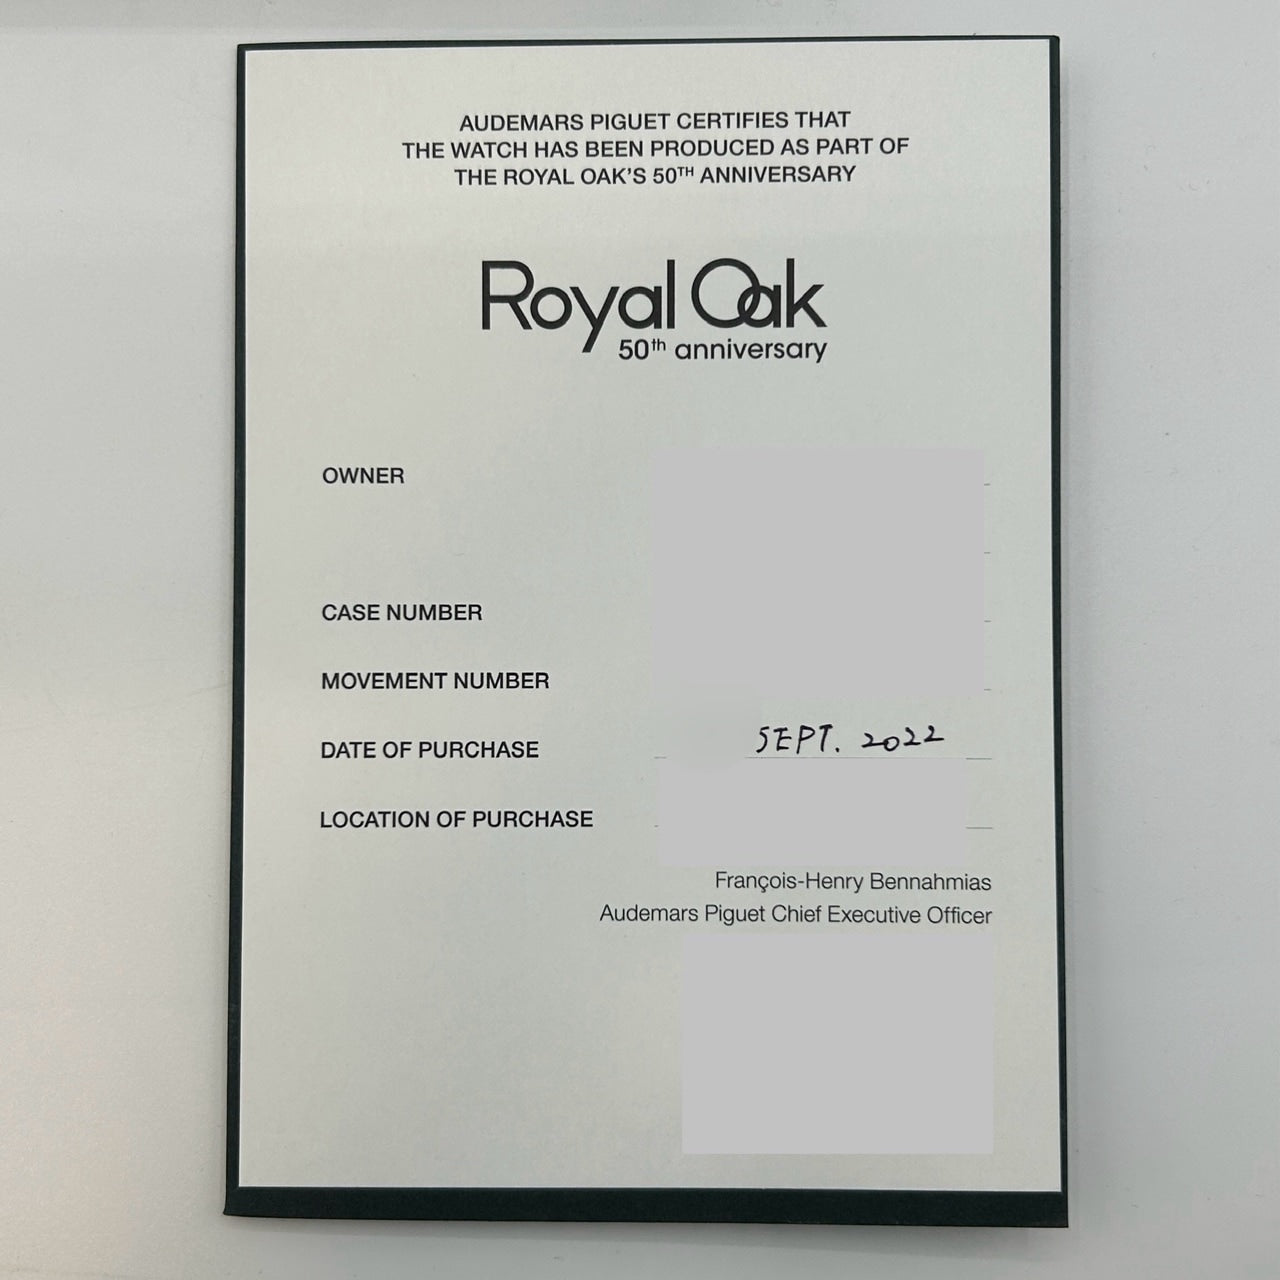 AUDEMARS PIGUET CERTIFIES THAT
THE WATCH HAS BEEN PRODUCED AS PART OF
THE ROYAL OAK'S 50TH ANNIVERSARY
Royal Oak
50th anniversary
OWNER
CASE NUMBER
MOVEMENT NUMBER
DATE OF PURCHASE SEPT. 2022
LOCATION OF PURCHASE
François-Henry Bennahmias
Audemars Piguet Chief Executive Officer